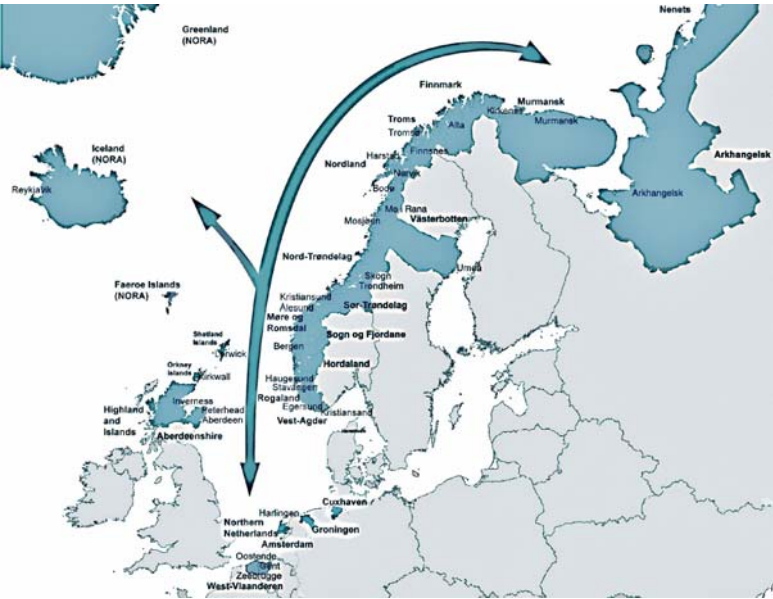 Nenets
Greenland
(NORA)
Finnmark
Murmansk
Kirkenes
Murmansk
Troms
Tromsø
Alta
Iceland
(NORA)
Finnsnes
Harstad
Nordland
Narvik
Arkhangelsk
Reykjavik
Bodø
Arkhangelsk
Mo i Rana
Mosjøen
Västerbotten
Nord-Trøndelag
Umeå
Skogn
Trondheim
Faeroe Islands
(NORA)
Kristiansund
Ålesund
Sør-Trøndelag
Møre og
Romsdal
Sogn og Fjordane
Shetland
Islands
Lerwick
Bergen
Hordaland
Orkney
Islands
Kirkwall
Haugesund
Stavanger
Rogaland
Inverness
Egersund
Highland
and
Islands
Peterhead
Aberdeen
Kristiansand
Vest-Agder
Aberdeenshire
Cuxhaven
Harlingen
Northern
Netherlands
Groningen
Amsterdam
Oostende
Gent
Zeebrugge
West-Vlaanderen